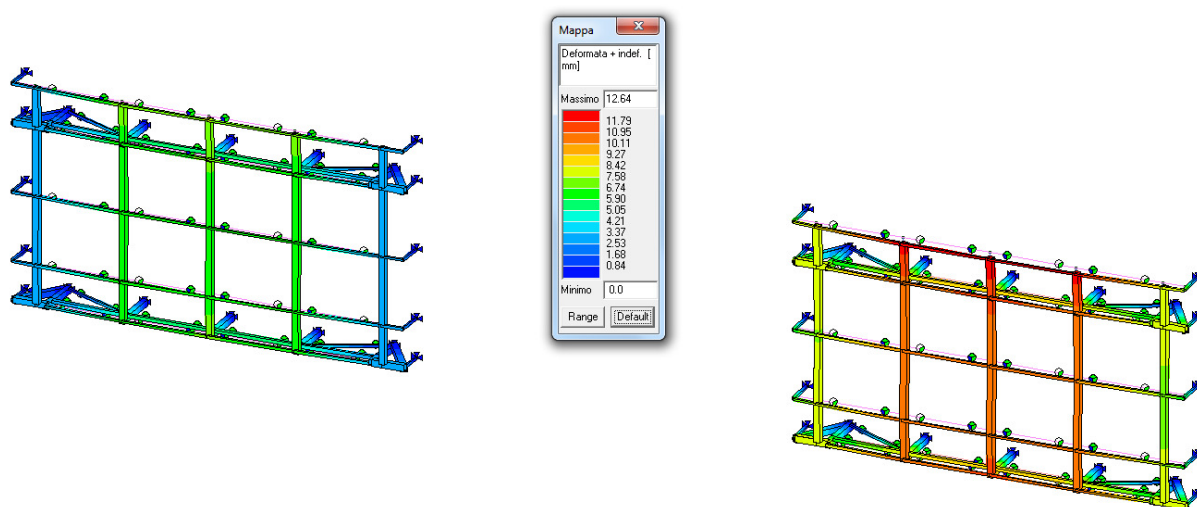 Mappa
Deformata + indef. [
mm]
Massimo 12.64
11.79
10.95
10.11
9.27
8.42
7.58
6.74
5.90
5.05
4.21
3.37
2.53
1.68
0.84
Minimo 0.0
Range Default